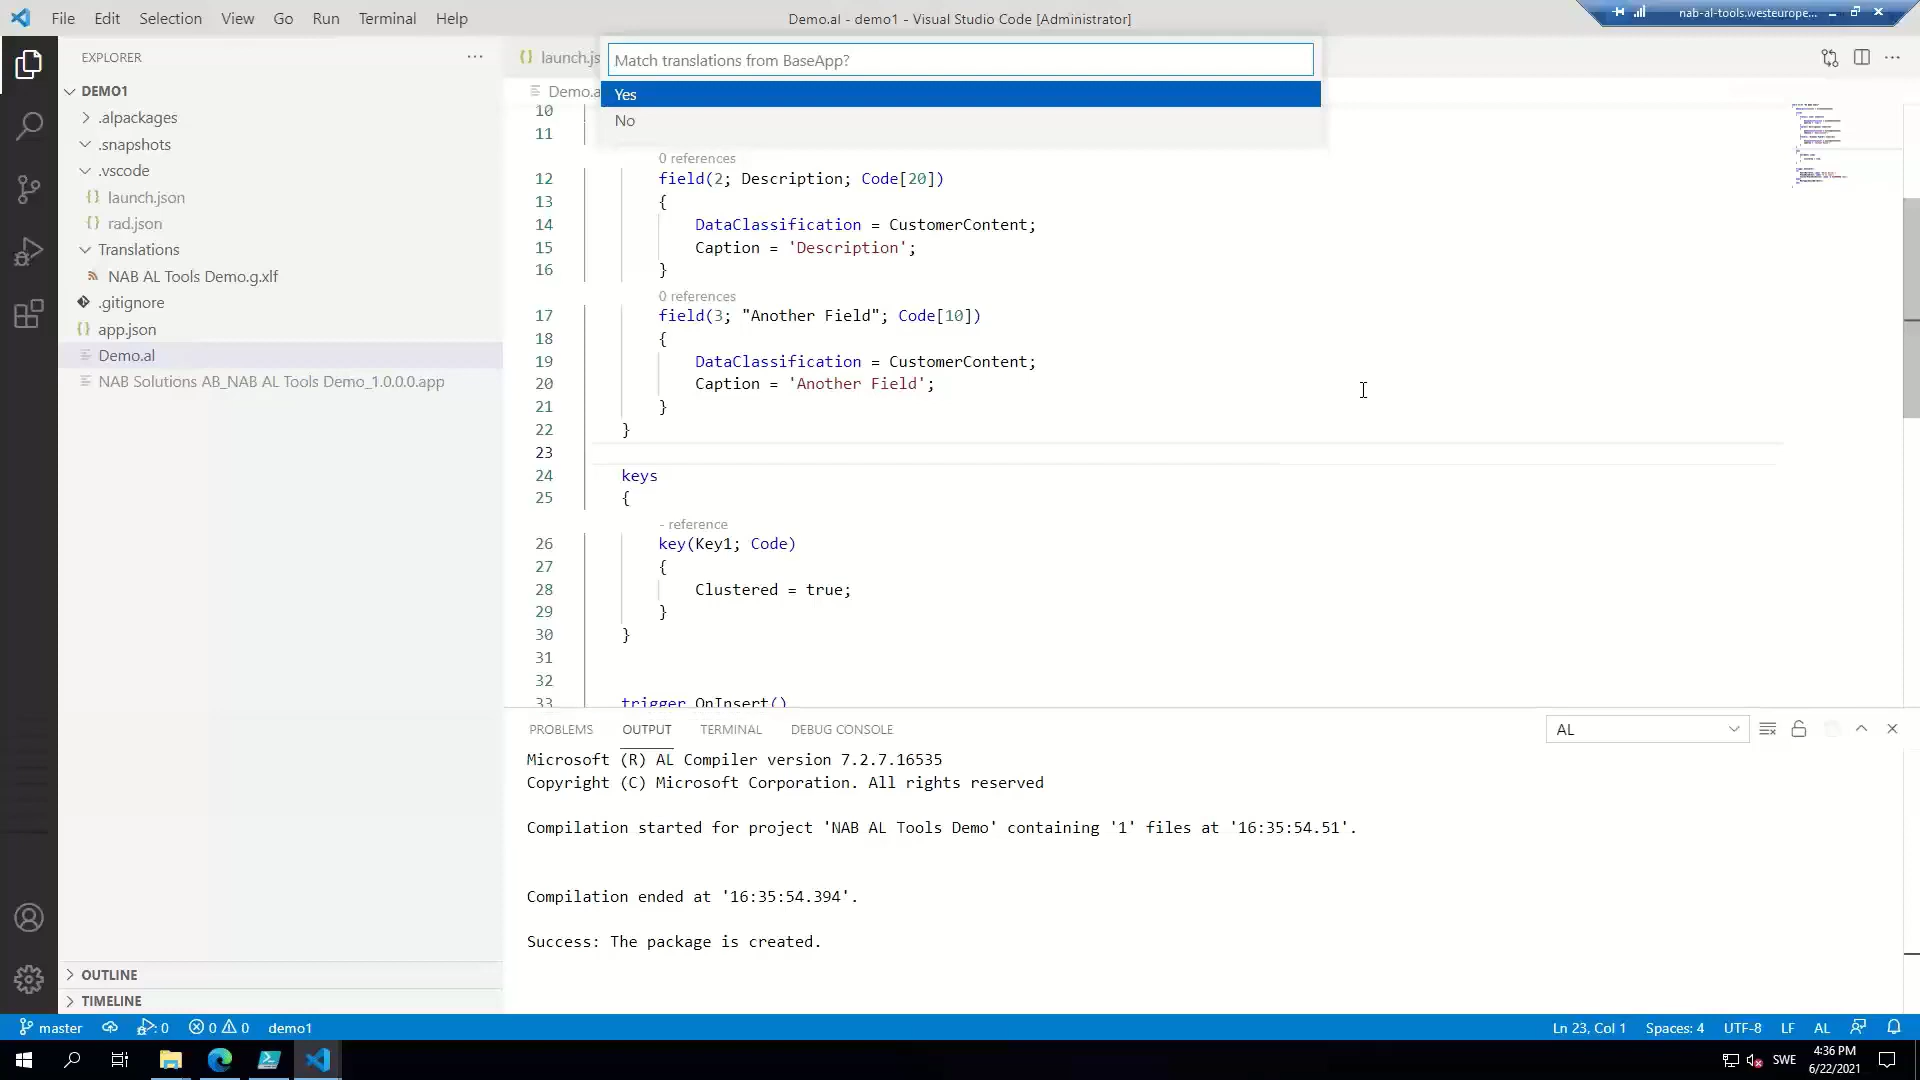 File Edit Selection View Go Run Terminal Help
Demo.al - demo1 - Visual Studio Code [Administrator]
nab-al-tools.westeurope...
EXPLORER
DEMO1
.alpackages
.snapshots
.vscode
launch.json
rad.json
Translations
NAB AL Tools Demo.g.xlf
.gitignore
app.json
Demo.al
NAB Solutions AB_NAB AL Tools Demo_1.0.0.0.app
OUTLINE
TIMELINE
launch.js
Demo.a
Match translations from BaseApp?
Yes
No
10
11
0 references
12 field(2; Description; Code[20])
13 {
14 DataClassification = CustomerContent;
15 Caption = 'Description';
16 }
0 references
17 field(3; "Another Field"; Code[10])
18 {
19 DataClassification = CustomerContent;
20 Caption = 'Another Field';
21 }
22 }
23
24 keys
25 {
- reference
26 key(Key1; Code)
27 {
28 Clustered = true;
29 }
30 }
31
32
33 trigger OnInsert()
PROBLEMS OUTPUT TERMINAL DEBUG CONSOLE
AL
Microsoft (R) AL Compiler version 7.2.7.16535
Copyright (C) Microsoft Corporation. All rights reserved
Compilation started for project 'NAB AL Tools Demo' containing '1' files at '16:35:54.51'.
Compilation ended at '16:35:54.394'.
Success: The package is created.
master 0 0 0 demo1
Ln 23, Col 1 Spaces: 4 UTF-8 LF AL
SWE
4:36 PM
6/22/2021